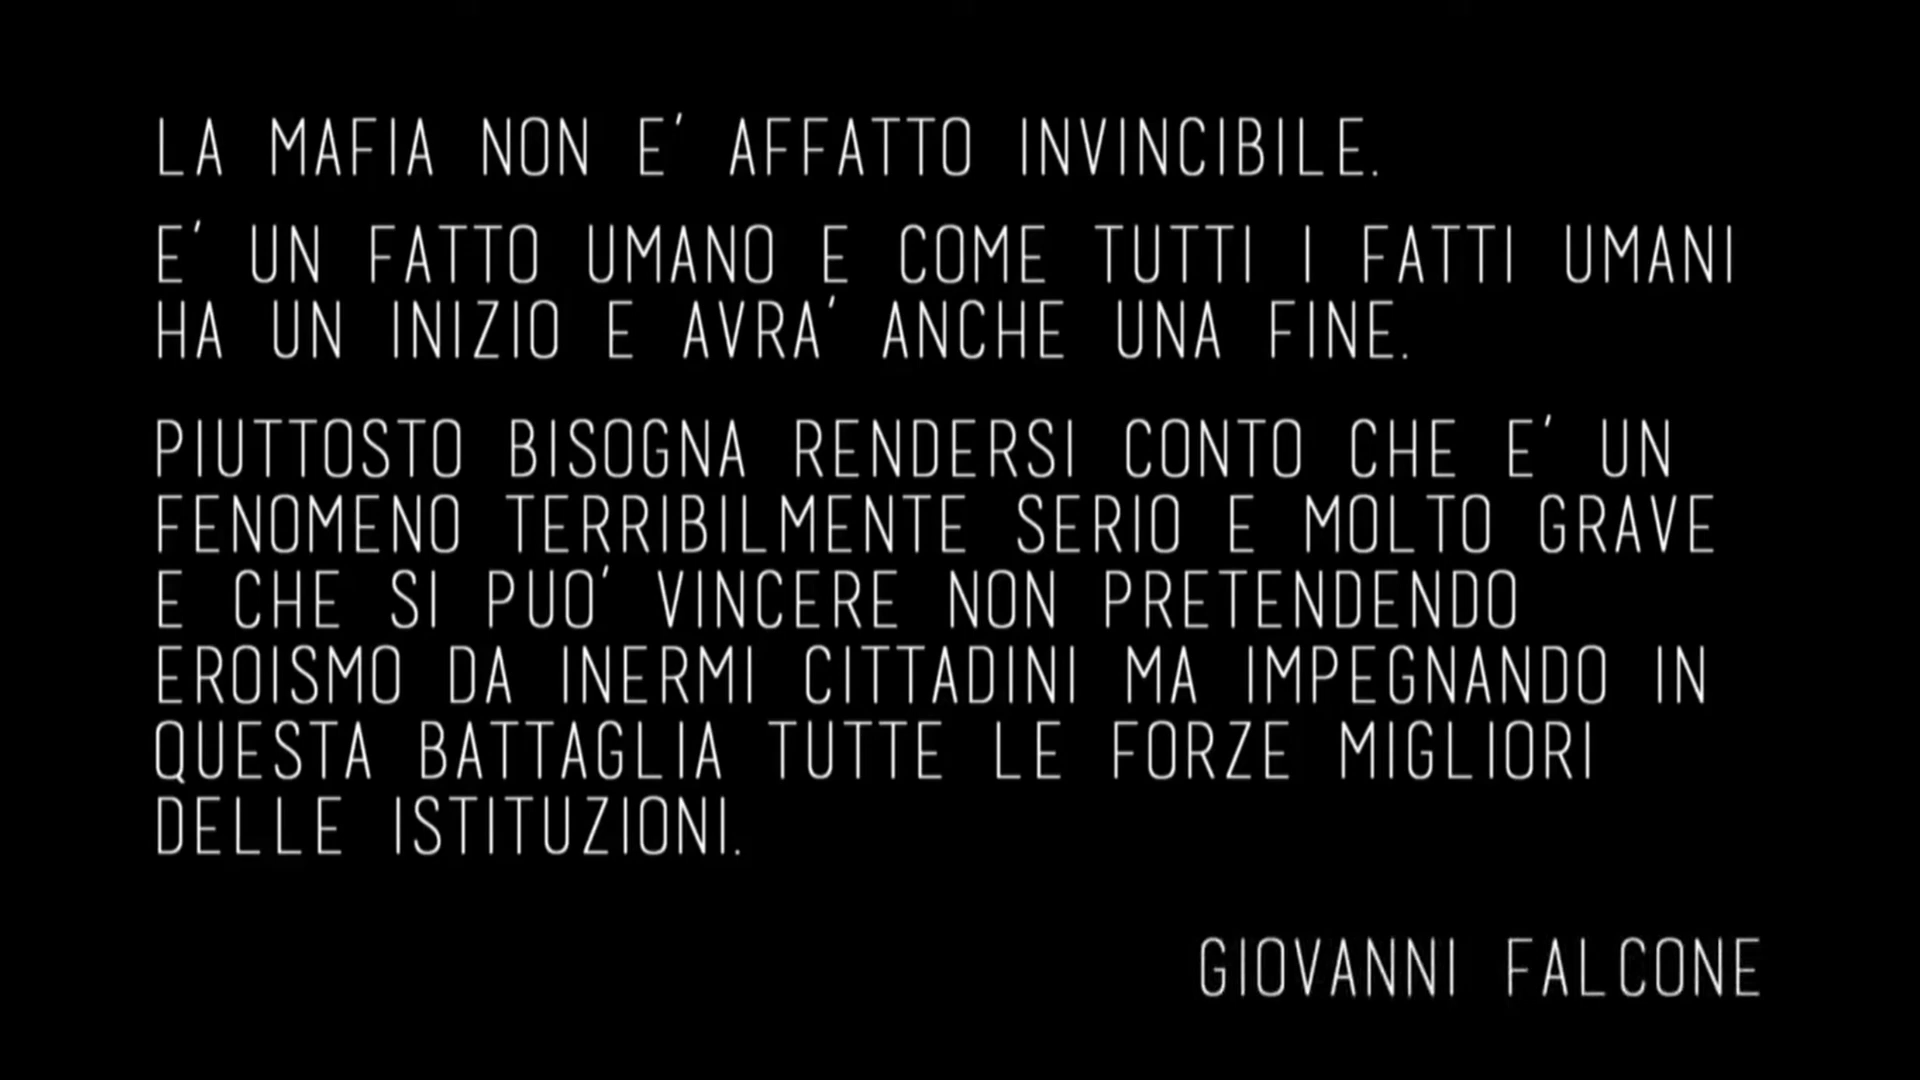 LA MAFIA NON E' AFFATTO INVINCIBILE.
E' UN FATTO UMANO E COME TUTTI I FATTI UMANI
HA UN INIZIO E AVRA' ANCHE UNA FINE.
PIUTTOSTO BISOGNA RENDERSI CONTO CHE E' UN
FENOMENO TERRIBILMENTE SERIO E MOLTO GRAVE
E CHE SI PUO' VINCERE NON PRETENDENDO
EROISMO DA INERMI CITTADINI MA IMPEGNANDO IN
QUESTA BATTAGLIA TUTTE LE FORZE MIGLIORI
DELLE ISTITUZIONI.
GIOVANNI FALCONE